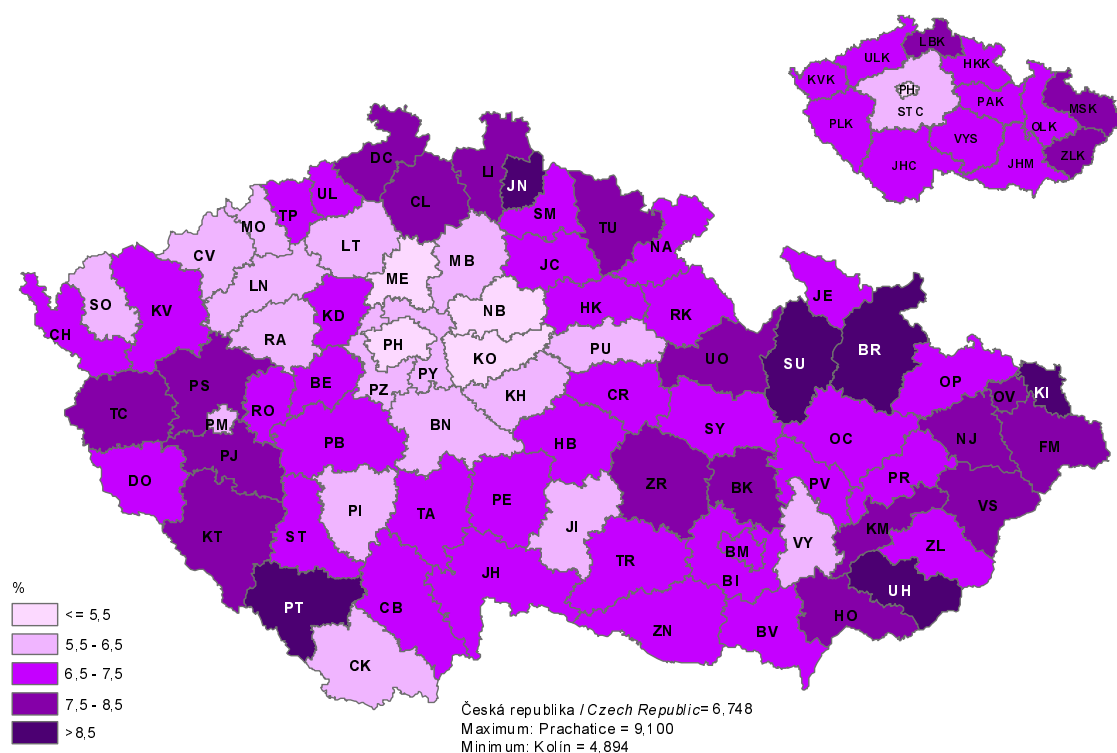 LBK
ULK
HKK
KVK
PH
PAK
MSK
STC
PLK
OLK
VYS
ZLK
JHC
JHM
DC
LI
JN
UL
CL
TP
SM
MO
TU
LT
NA
CV
MB
JC
ME
LN
JE
SO
KV
NB
HK
KD
RK
CH
RA
PH
PU
BR
KO
UO
SU
PY
PS
BE
PZ
OP
KI
KH
CR
OV
TC
RO
PM
BN
SY
OC
NJ
PB
HB
FM
PJ
DO
PR
ZR
BK
PV
PE
VS
PI
TA
JI
KM
KT
ST
VY
ZL
BM
TR
JH
BI
% 
UH
<= 5,5
PT
CB
HO
5,5 - 6,5
ZN
BV
CK
6,5 - 7,5
7,5 - 8,5
Česká republika / Czech Republic= 6,748
>8,5
Maximum: Prachatice = 9,100
Minimum: Kolín = 4,894